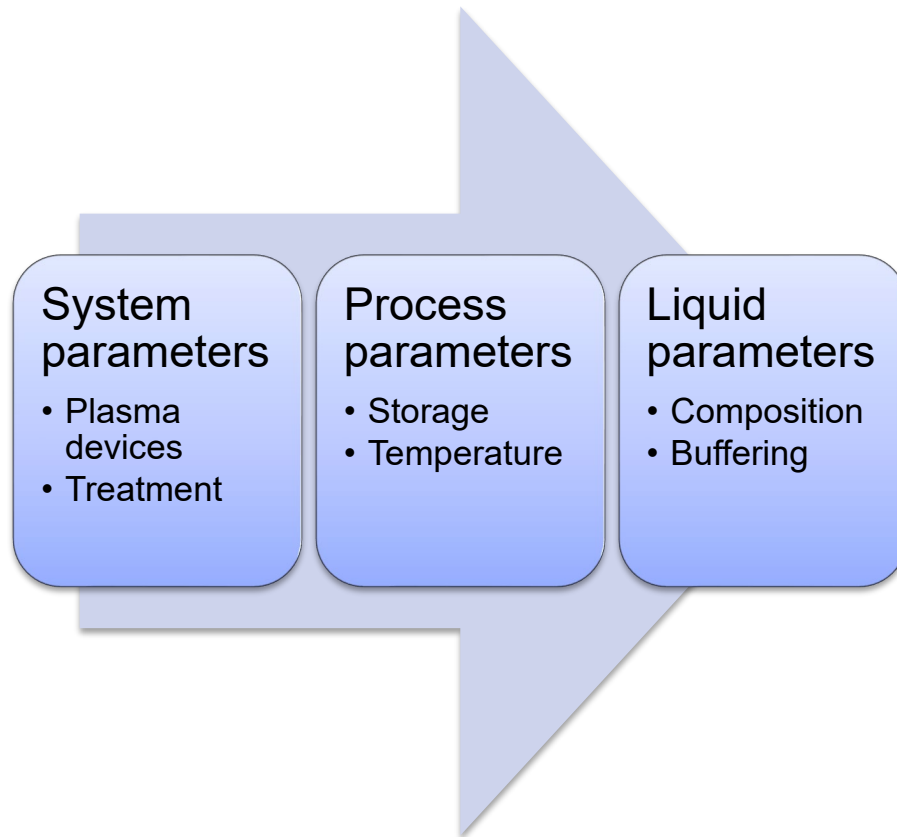 System
parameters
• Plasma
devices
• Treatment
Process
parameters
• Storage
• Temperature
Liquid
parameters
• Composition
• Buffering